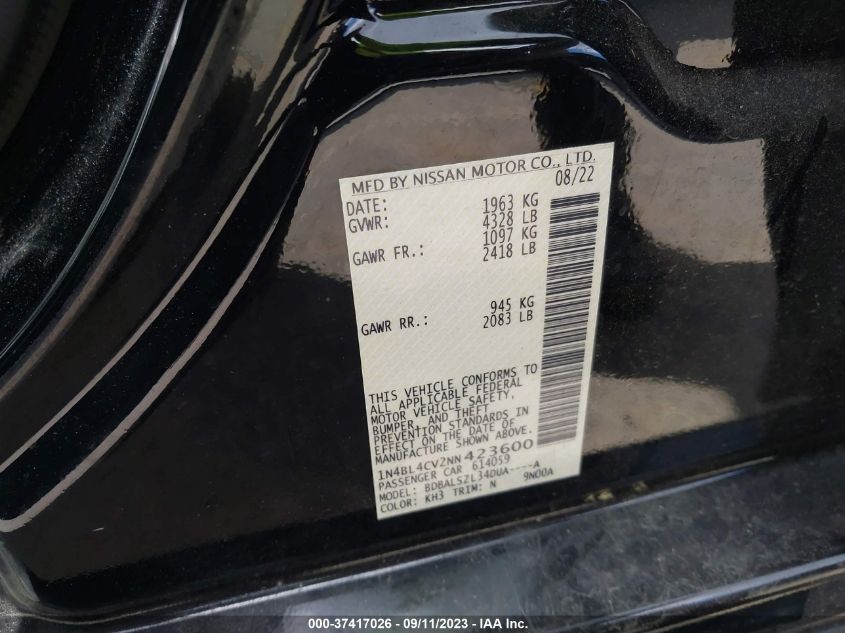 MFD BY NISSAN MOTOR CO., LTD.
DATE: 08/22
GVWR: 1963 KG
4328 LB
GAWR FR.: 1097 KG
2418 LB
GAWR RR.: 945 KG
2083 LB
THIS VEHICLE CONFORMS TO
ALL APPLICABLE FEDERAL
MOTOR VEHICLE SAFETY,
BUMPER, AND THEFT
PREVENTION STANDARDS IN
EFFECT ON THE DATE OF
MANUFACTURE SHOWN ABOVE.
1N4BL4CV2NN423600
PASSENGER CAR 614059
MODEL: BDBALSZL34DUA----A
COLOR: KH3 TRIM: N 9N00A
000-37417026 - 09/11/2023 - IAA Inc.